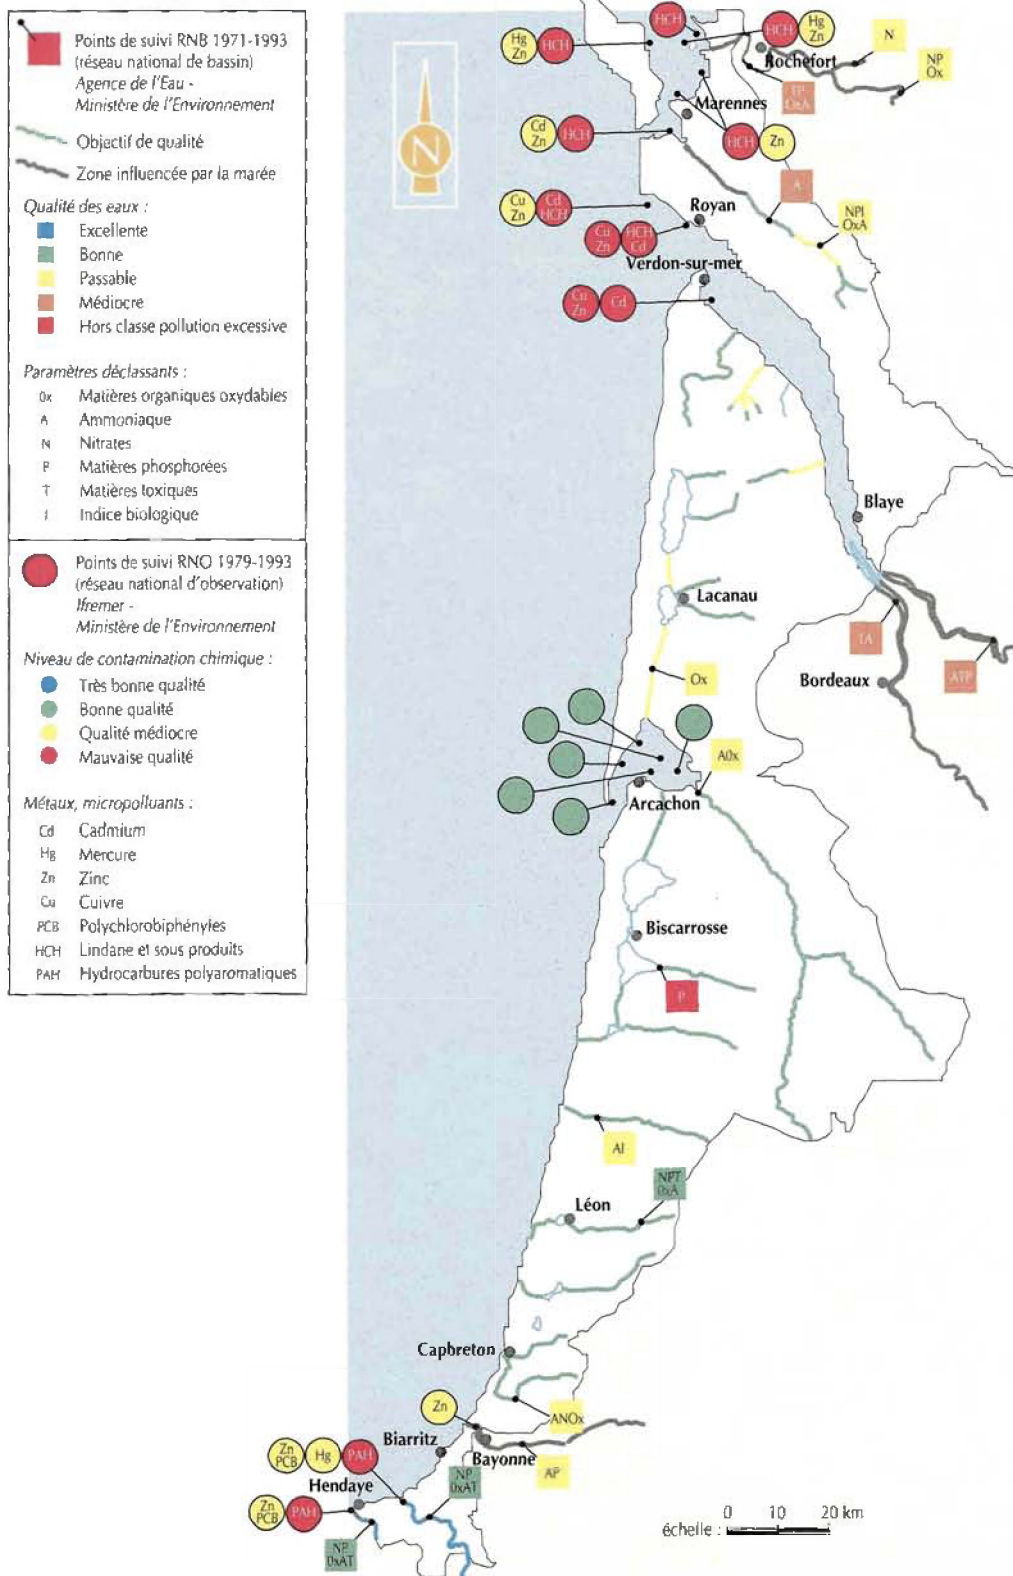 Points de suivi RNB 1971-1993
(réseau national de bassin)
Agence de l'Eau -
Ministère de l'Environnement
Objectif de qualité
Zone influencée par la marée
Qualité des eaux :
Excellente
Bonne
Passable
Médiocre
Hors classe pollution excessive
Paramètres déclassants :
Ox Matières organiques oxydables
A Ammoniaque
N Nitrates
P Matières phosphorées
T Matières toxiques
I Indice biologique
Points de suivi RNO 1979-1993
(réseau national d'observation)
Ifremer -
Ministère de l'Environnement
Niveau de contamination chimique :
Très bonne qualité
Bonne qualité
Qualité médiocre
Mauvaise qualité
Métaux, micropolluants :
Cd Cadmium
Hg Mercure
Zn Zinc
Cu Cuivre
PCB Polychlorobiphényles
HCH Lindane et sous produits
PAH Hydrocarbures polyaromatiques
N
HCH
Hg
Zn
HCH
HCH
Hg
Zn
Rochefort
N
NP
Ox
TP
OxA
Marennes
Cd
Zn
HCH
HCH
Zn
A
Cu
Zn
Cd
HCH
Royan
NPI
OxA
Cu
Zn
HCH
Cd
Verdon-sur-mer
Cu
Zn
Cd
Blaye
Lacanau
TA
ATP
Bordeaux
Ox
AOx
Arcachon
Biscarrosse
P
AI
NPT
OxA
Léon
Capbreton
ANOx
Zn
Biarritz
Bayonne
AP
Zn
PCB
Hg
PAH
NP
OxAT
Hendaye
Zn
PCB
PAH
NP
OxAT
échelle : 0 10 20 km